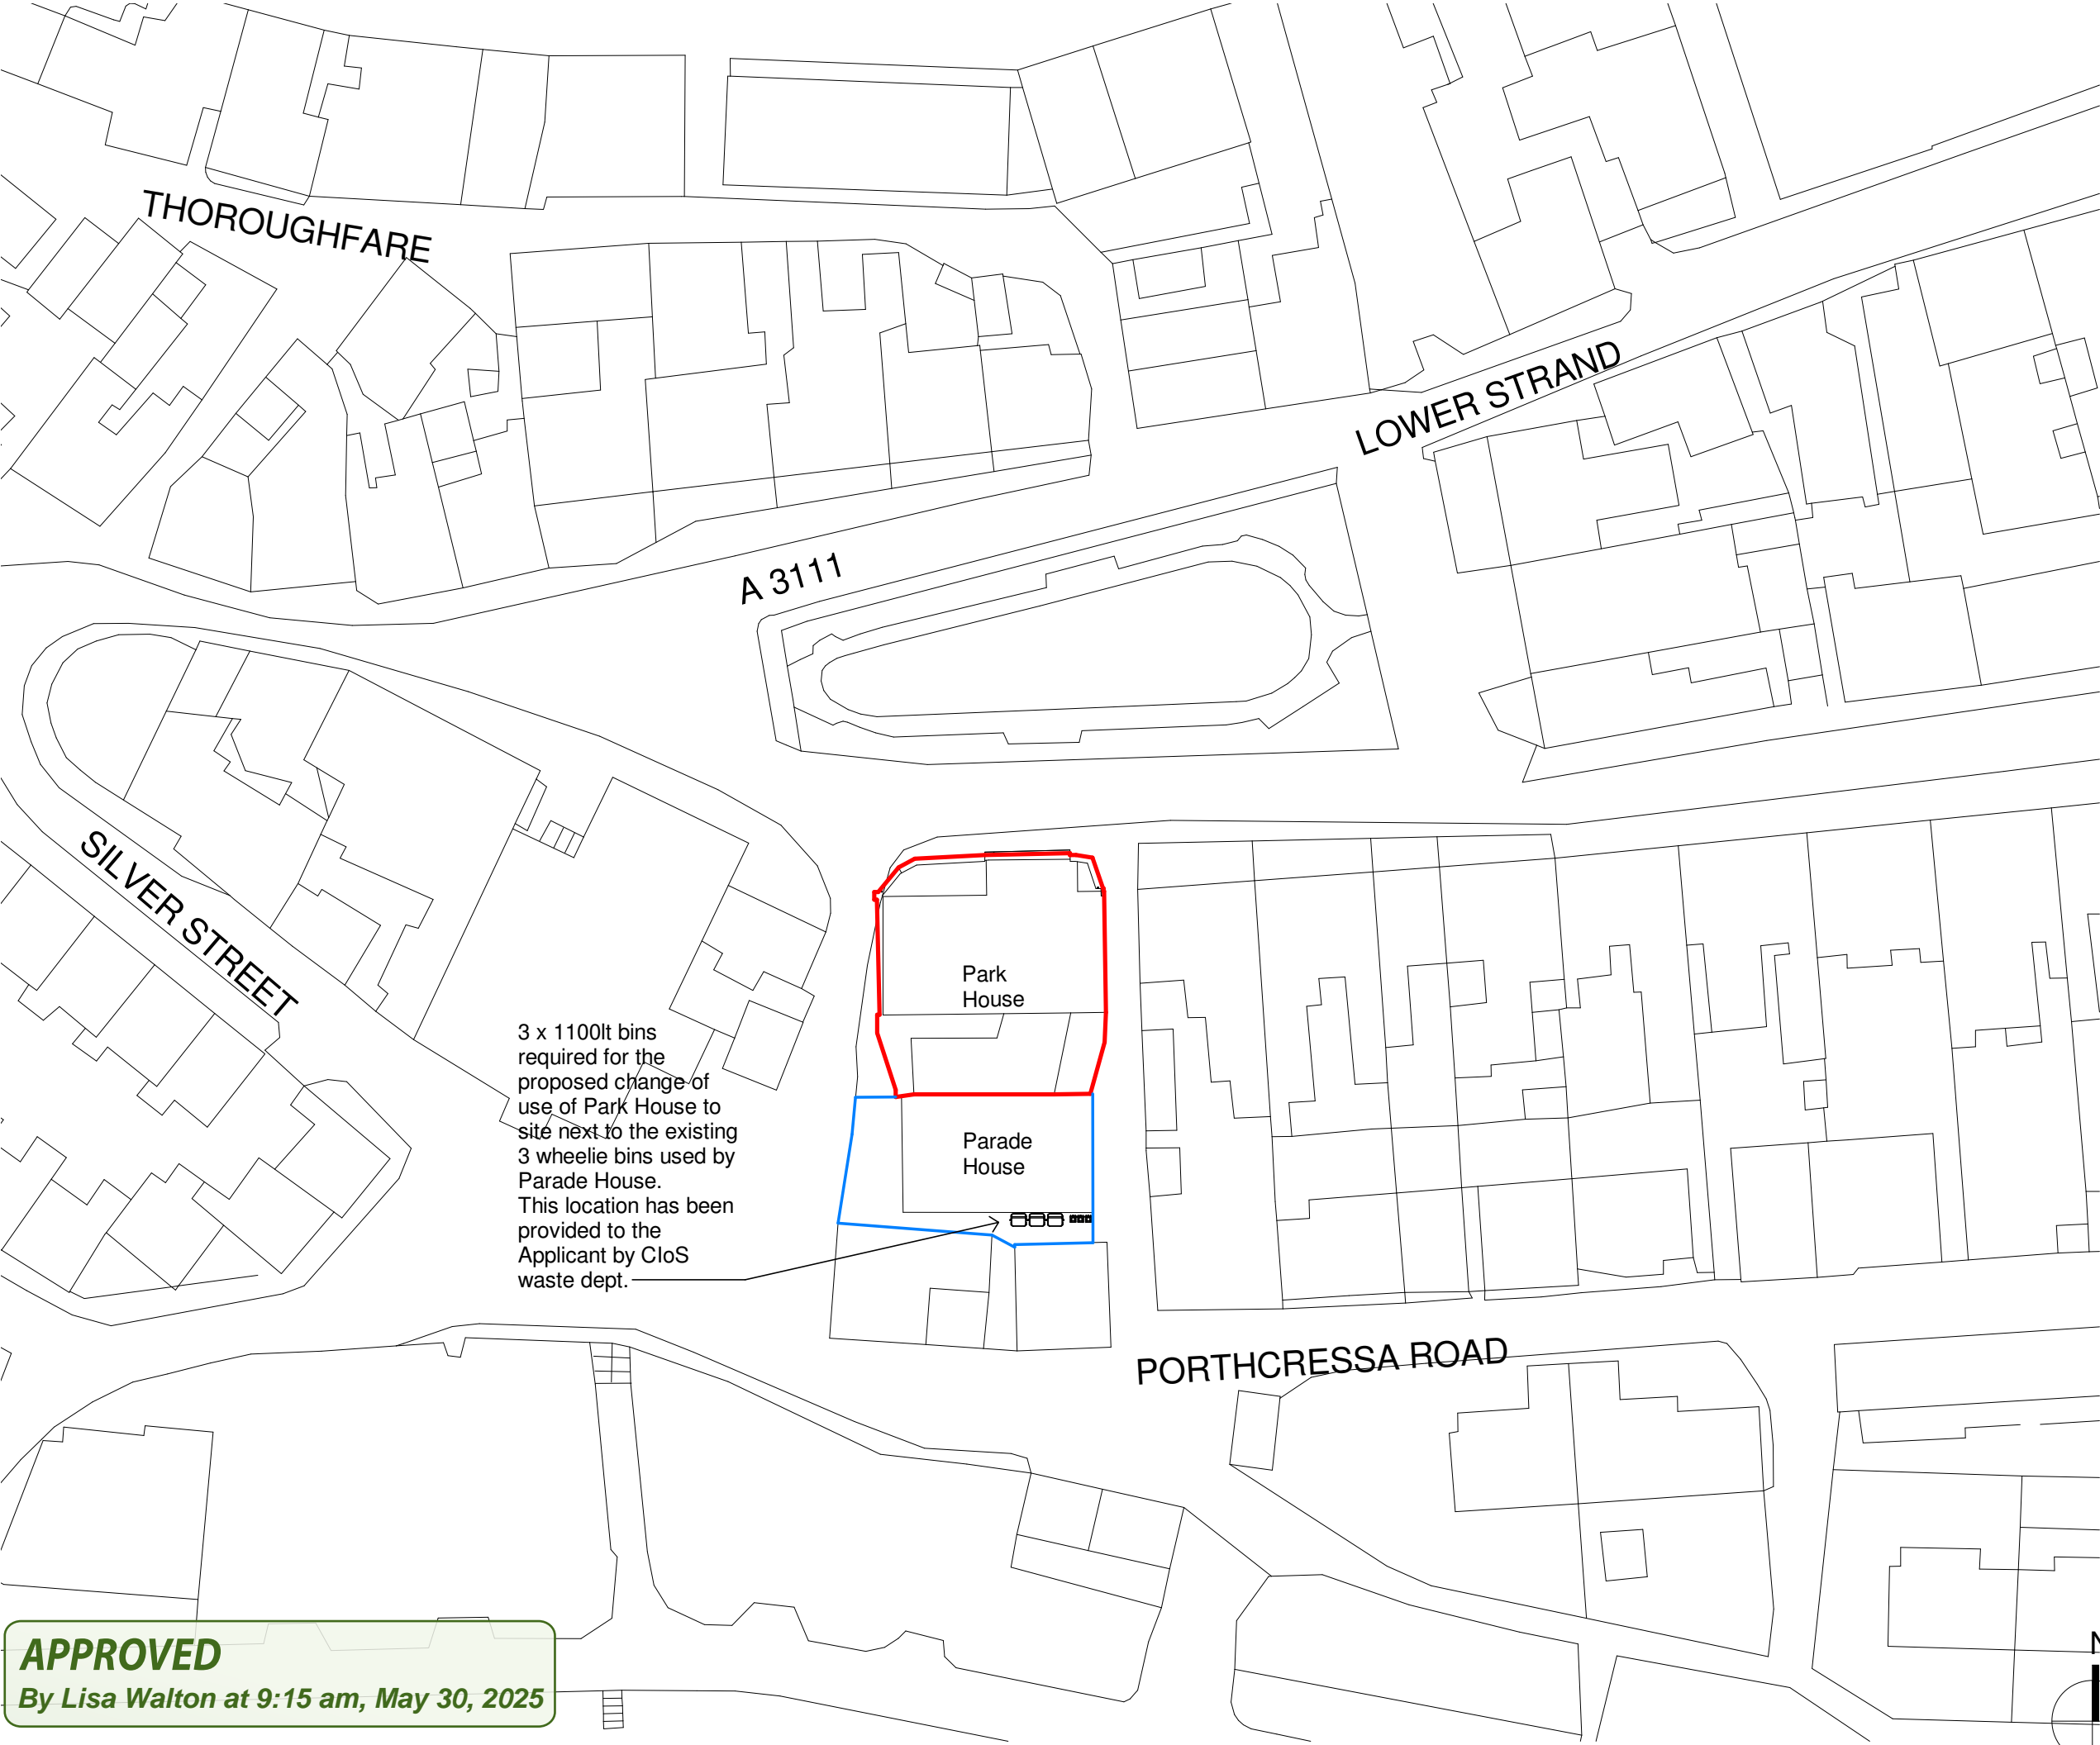 THOROUGHFARE
LOWER STRAND
A 3111
SILVER STREET
Park
House
3 x 1100lt bins
required for the
proposed change of
use of Park House to
site next to the existing
3 wheelie bins used by
Parade House.
This location has been
provided to the
Applicant by CIoS
waste dept.
Parade
House
PORTHCRESSA ROAD
APPROVED
By Lisa Walton at 9:15 am, May 30, 2025